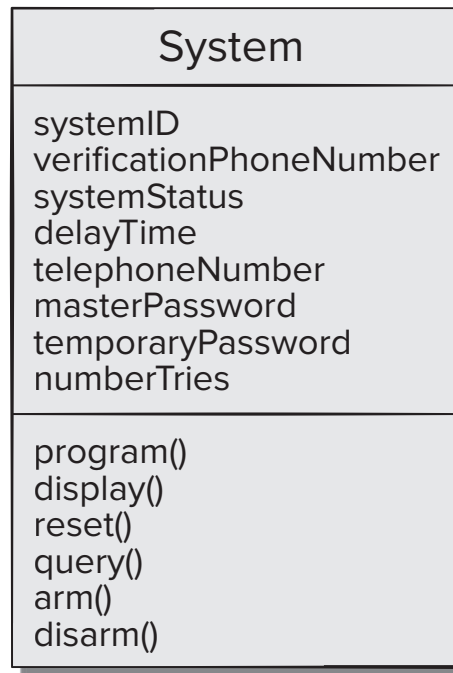 System
systemID
verificationPhoneNumber
systemStatus
delayTime
telephoneNumber
masterPassword
temporaryPassword
numberTries
program()
display()
reset()
query()
arm()
disarm()